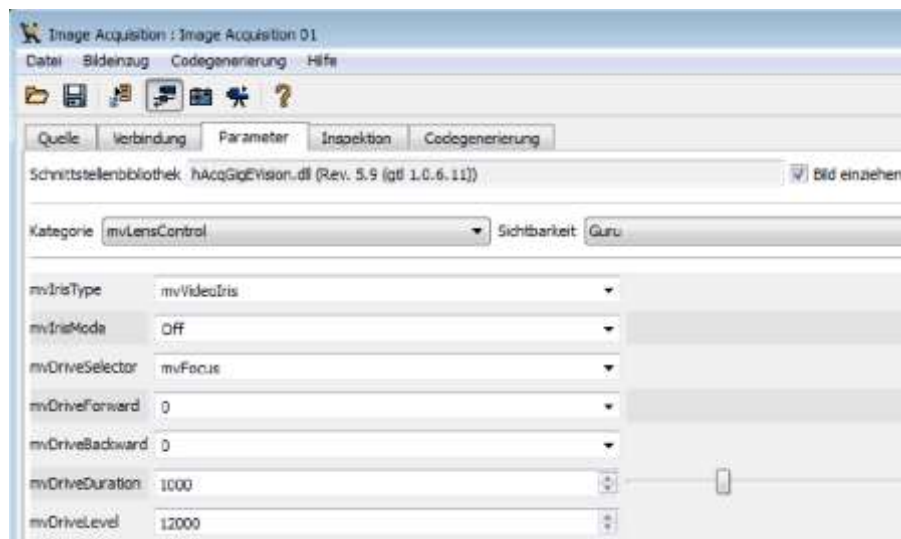 Image Acquisition : Image Acquisition 01
Datei Bildeinzug Codegenerierung Hilfe
Quelle Verbindung Parameter Inspektion Codegenerierung
Schnittstellenbibliothek hAcqGigEVision.dll (Rev. 5.9 (gtl 1.0.6.11)) Bild einziehen
Kategorie mvLensControl Sichtbarkeit Guru
mvIrisType mvVideoIris
mvIrisMode Off
mvDriveSelector mvFocus
mvDriveForward 0
mvDriveBackward 0
mvDriveDuration 1000
mvDriveLevel 12000